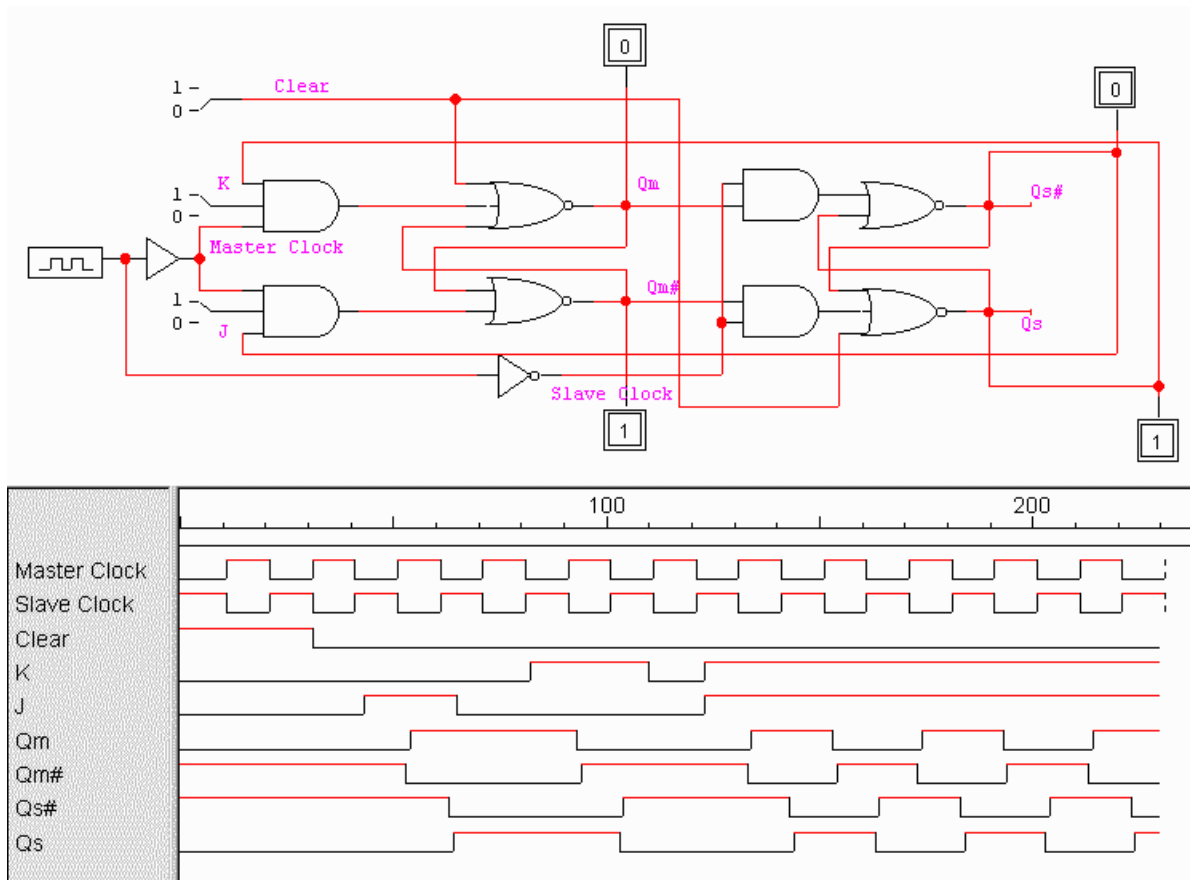 0
0
1
0
Clear
K
1
0
Qm
Qs#
Master Clock
1
0
J
Qm#
Qs
Slave Clock
1
1
100 200
Master Clock
Slave Clock
Clear
K
J
Qm
Qm#
Qs#
Qs